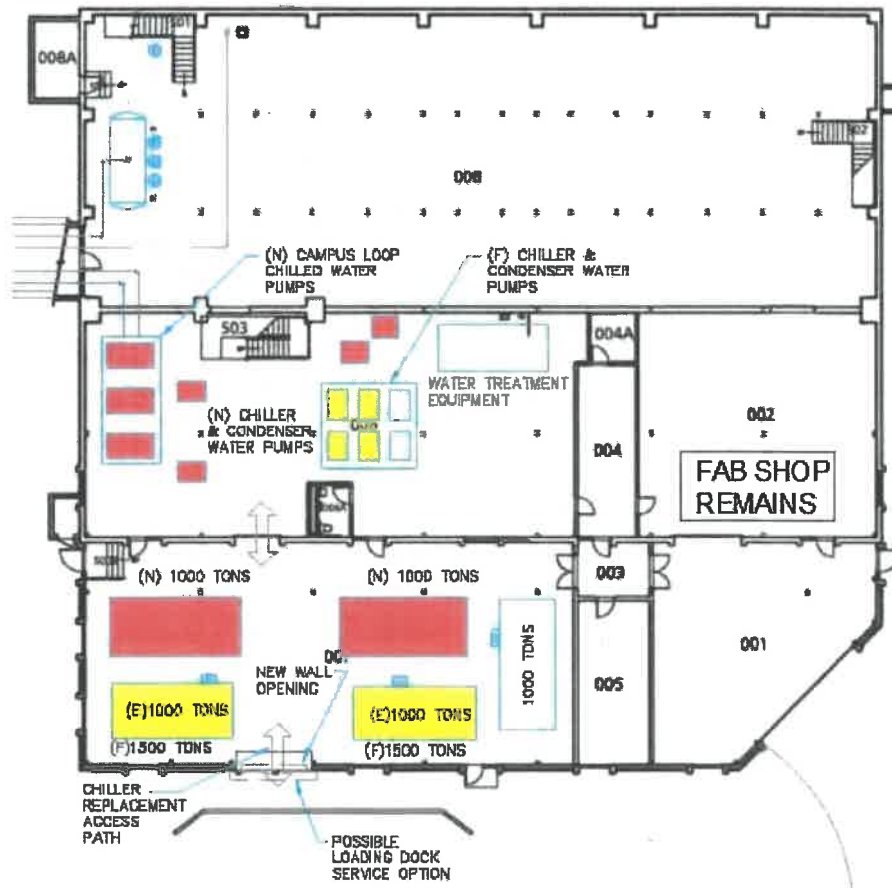 S01
008A
S02
008
(N) CAMPUS LOOP
CHILLED WATER
PUMPS
(F) CHILLER &
CONDENSER WATER
PUMPS
S03
004A
WATER TREATMENT
EQUIPMENT
(N) CHILLER
& CONDENSER
WATER PUMPS
002
004
FAB SHOP
REMAINS
(N) 1000 TONS
(N) 1000 TONS
003
1000 TONS
001
005
NEW WALL
OPENING
(E)1000 TONS
(E)1000 TONS
(F)1500 TONS
(F)1500 TONS
CHILLER
REPLACEMENT
ACCESS
PATH
POSSIBLE
LOADING DOCK
SERVICE OPTION